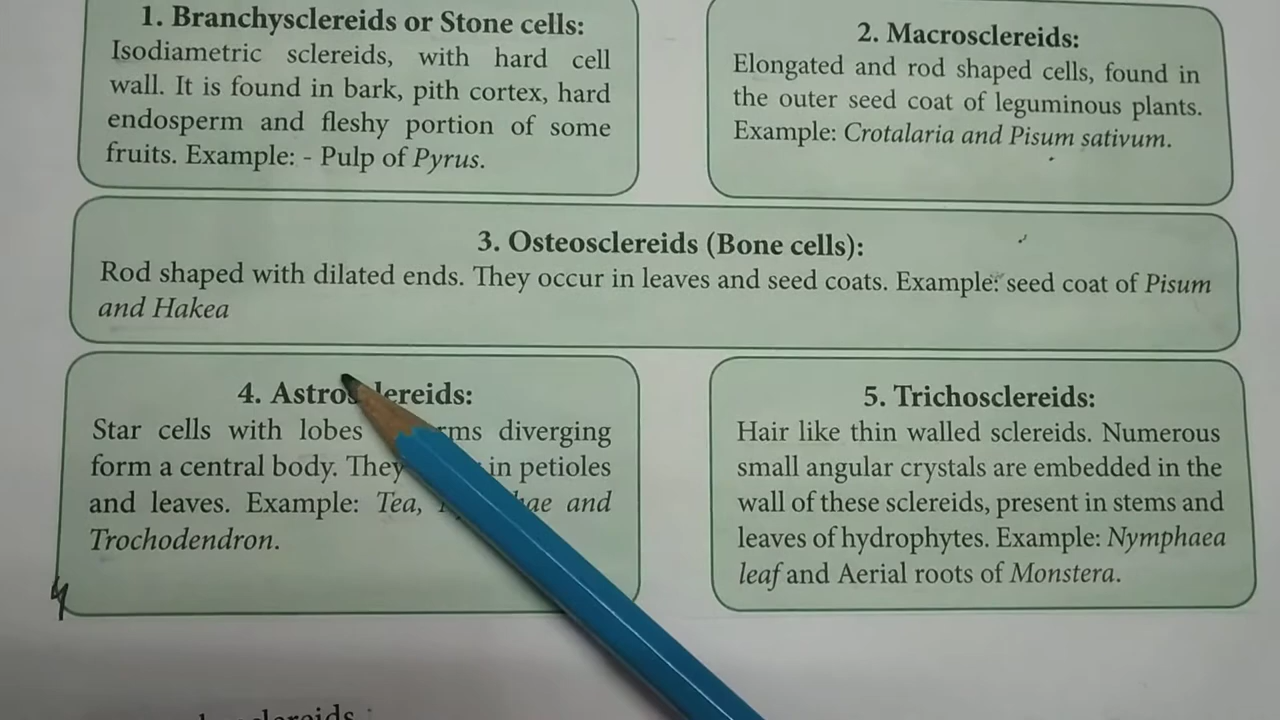 1. Branchysclereids or Stone cells:
Isodiametric sclereids, with hard cell
wall. It is found in bark, pith cortex, hard
endosperm and fleshy portion of some
fruits. Example: - Pulp of Pyrus.
2. Macrosclereids:
Elongated and rod shaped cells, found in
the outer seed coat of leguminous plants.
Example: Crotalaria and Pisum sativum.
3. Osteosclereids (Bone cells):
Rod shaped with dilated ends. They occur in leaves and seed coats. Example: seed coat of Pisum
and Hakea
4.
Star cells with lobes diverging
form a central body. They in petioles
and leaves. Example: Tea, and
Trochodendron.
5. Trichosclereids:
Hair like thin walled sclereids. Numerous
small angular crystals are embedded in the
wall of these sclereids, present in stems and
leaves of hydrophytes. Example: Nymphaea
leaf and Aerial roots of Monstera.